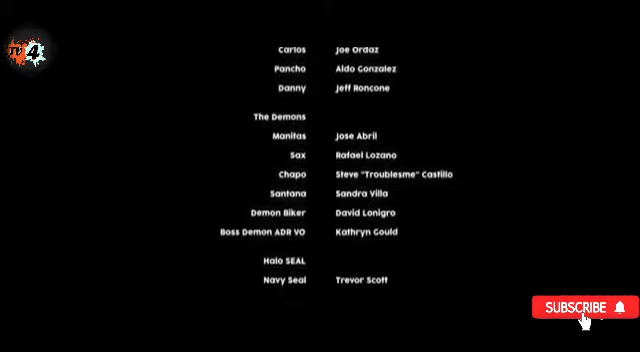 TV 4
Carlos Joe Ordaz
Pancho Aldo Gonzalez
Danny Jeff Roncone
The Demons
Manitas Jose Abril
Sax Rafael Lozano
Chapo Steve "Troublesme" Castillo
Santana Sandra Villa
Demon Biker David Lonigro
Boss Demon ADR VO Kathryn Gould
Halo SEAL
Navy Seal Trevor Scott
SUBSCRIBE